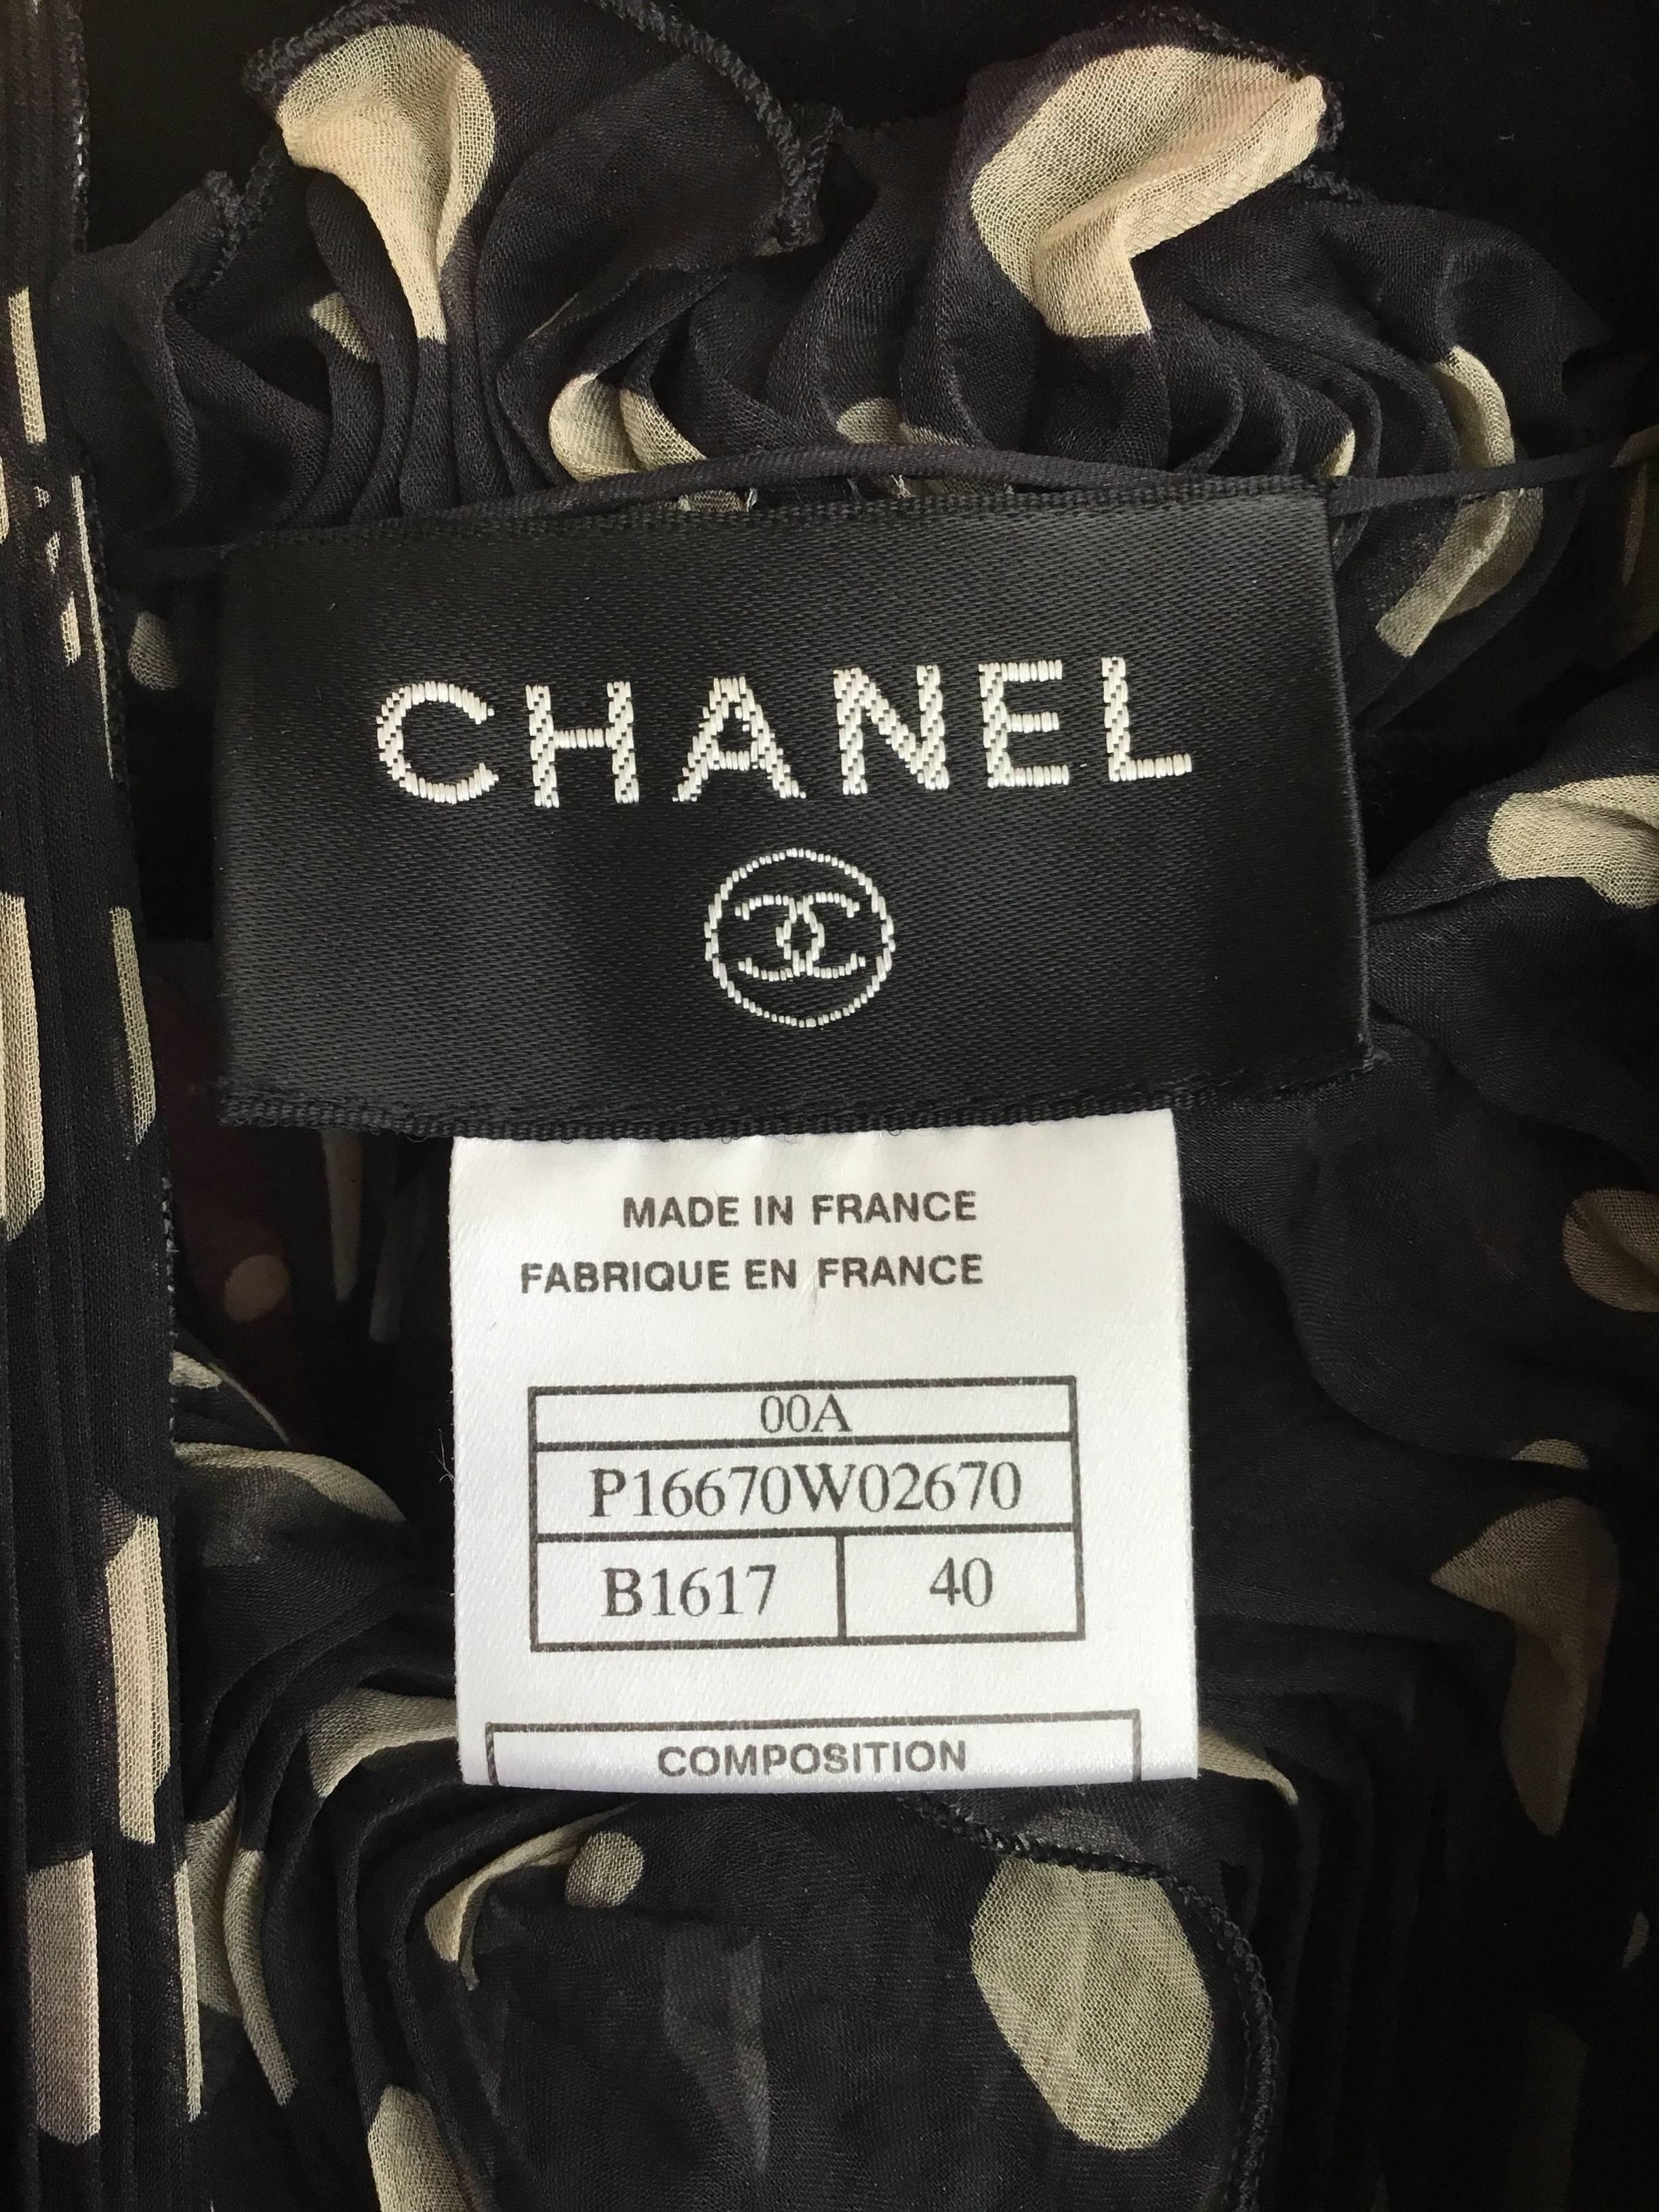 CHANEL
MADE IN FRANCE
FABRIQUE EN FRANCE
00A
P16670W02670
B1617 40
COMPOSITION